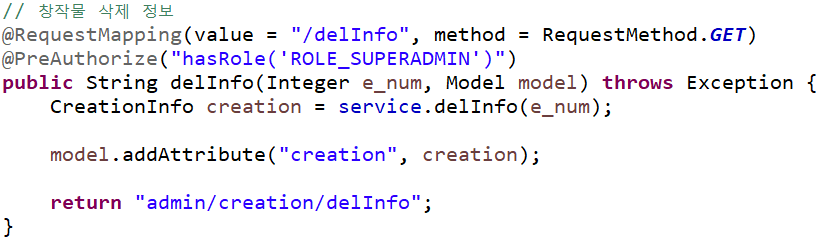 // 창작물 삭제 정보
@RequestMapping(value = "/delInfo", method = RequestMethod.GET)
@PreAuthorize("hasRole('ROLE_SUPERADMIN')")
public String delInfo(Integer e_num, Model model) throws Exception {
    CreationInfo creation = service.delInfo(e_num);
    model.addAttribute("creation", creation);
    return "admin/creation/delInfo";
}